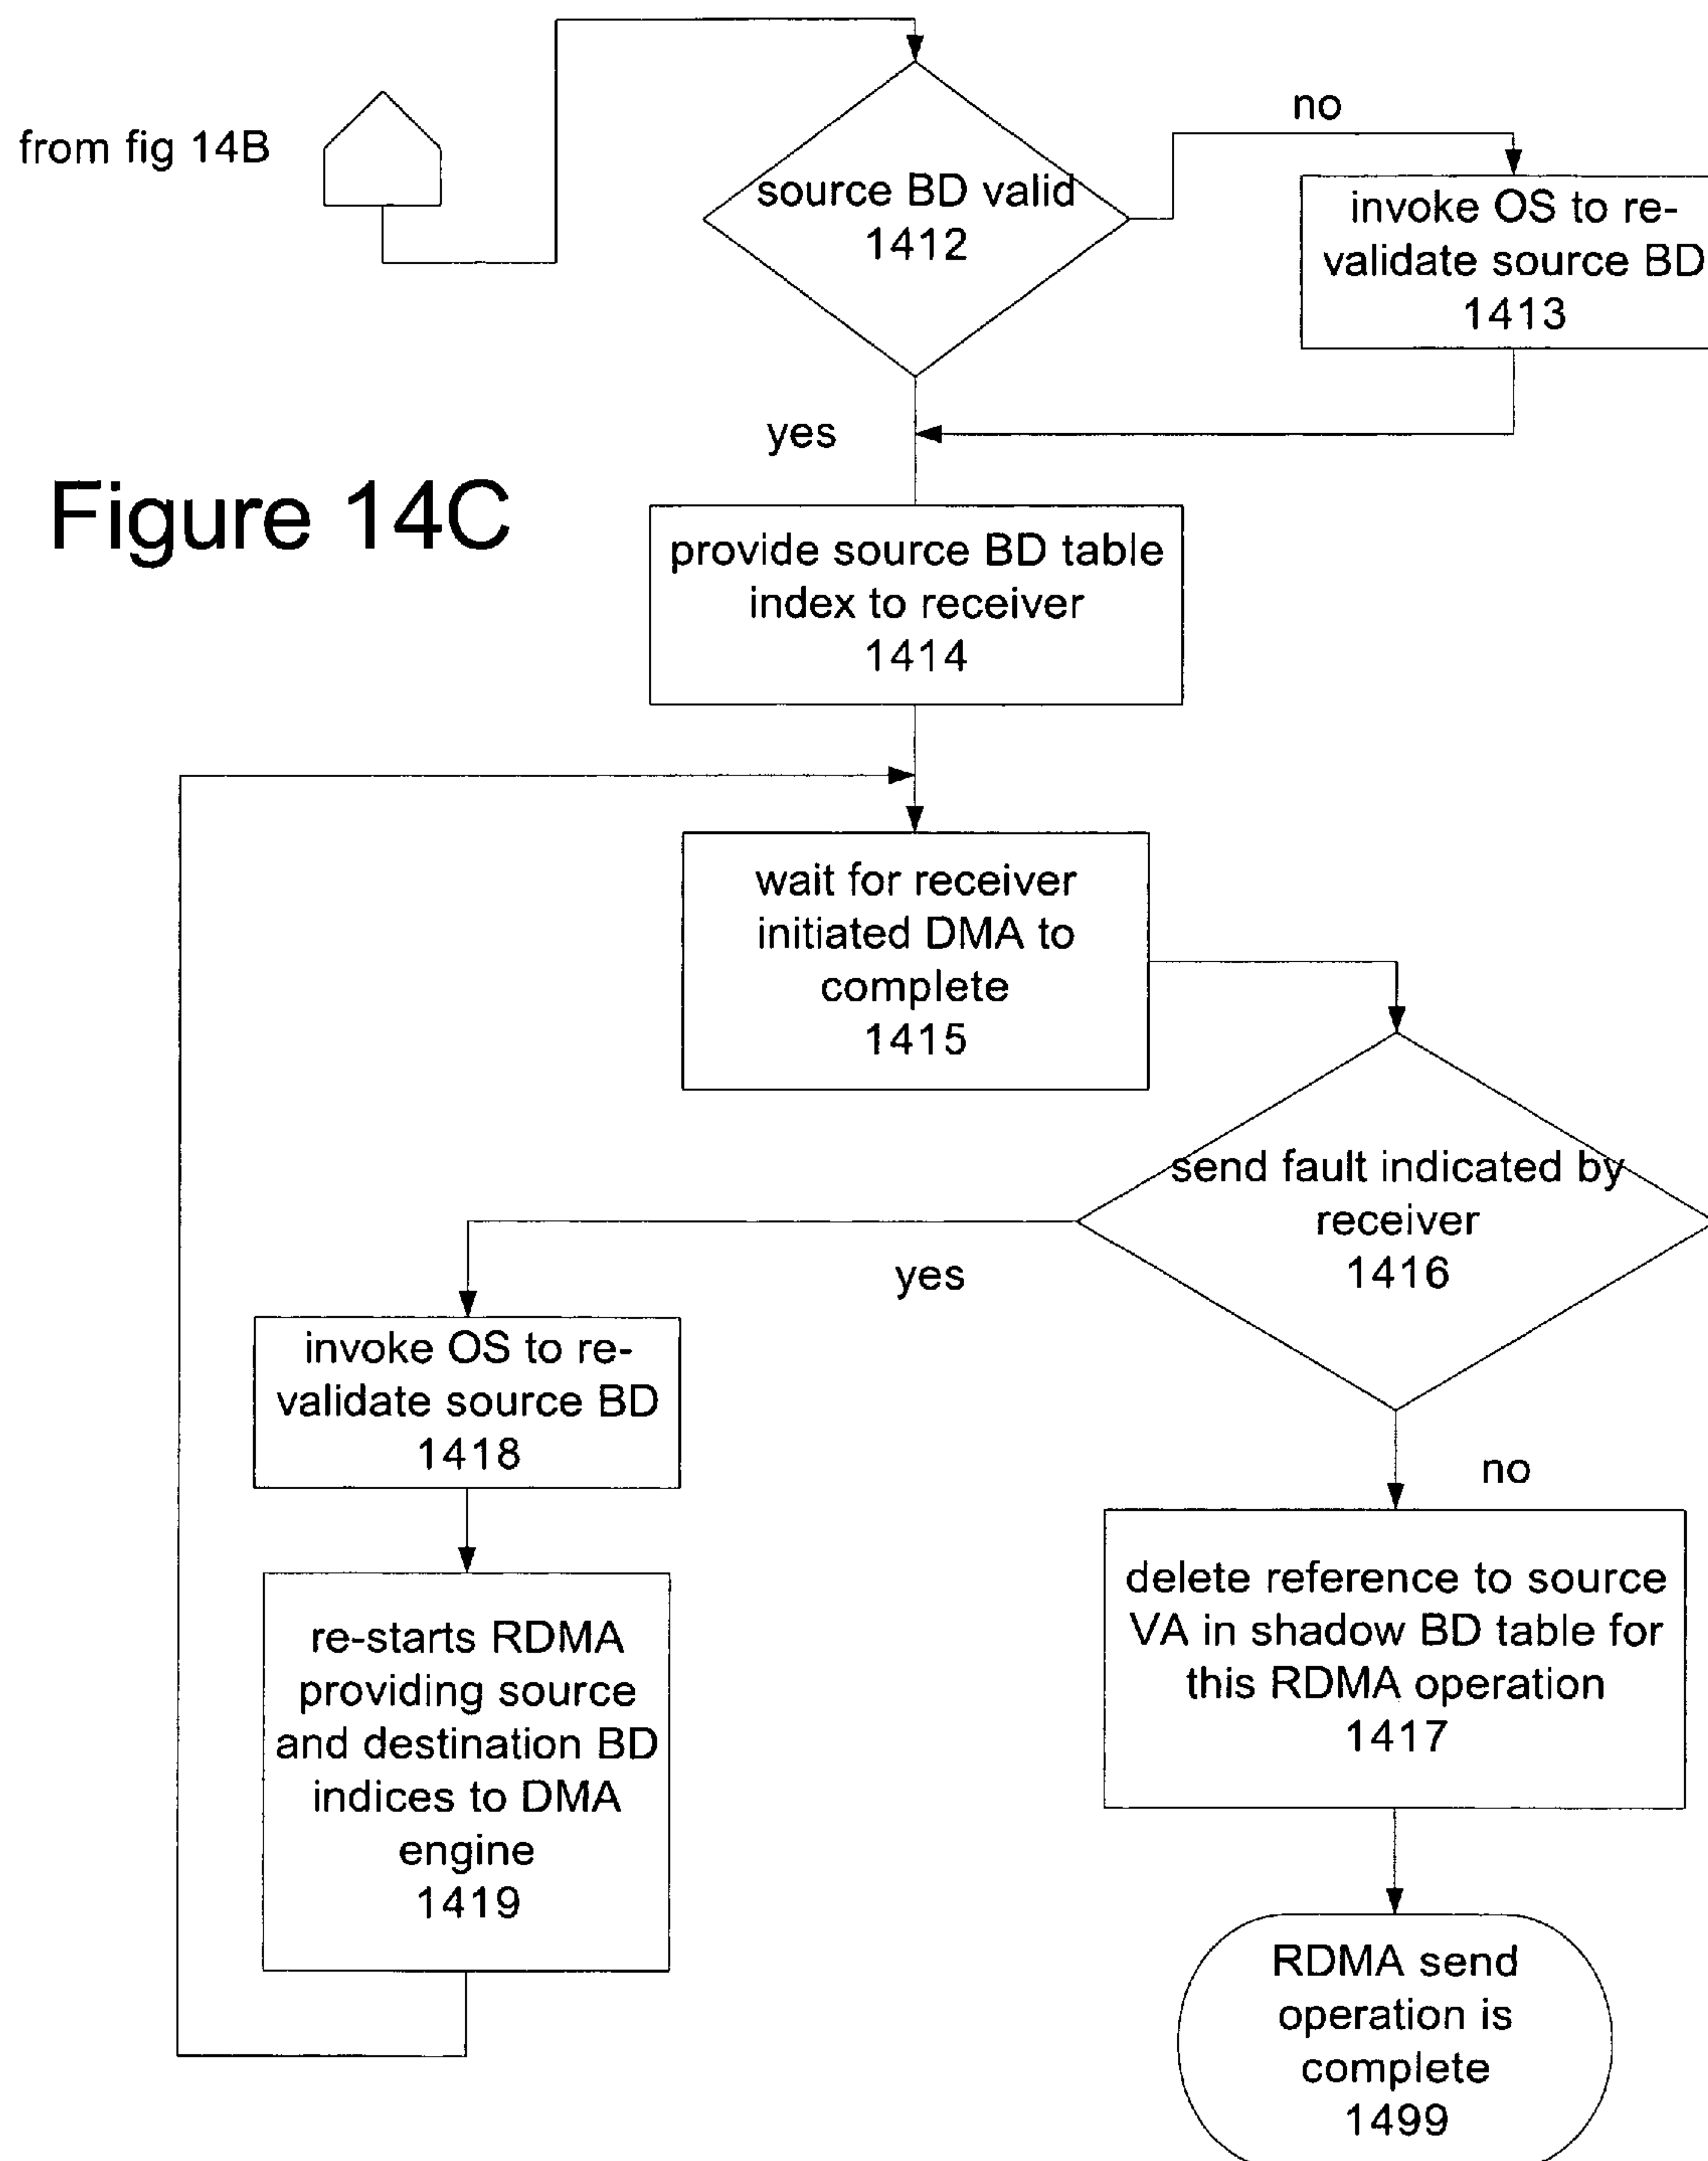 no
from fig 14B
source BD valid
1412
invoke OS to re-
validate source BD
1413
yes
Figure 14C
provide source BD table
index to receiver
1414
wait for receiver
initiated DMA to
complete
1415
send fault indicated by
receiver
1416
yes
invoke OS to re-
validate source BD
1418
no
re-starts RDMA
providing source
and destination BD
indices to DMA
engine
1419
delete reference to source
VA in shadow BD table for
this RDMA operation
1417
RDMA send
operation is
complete
1499